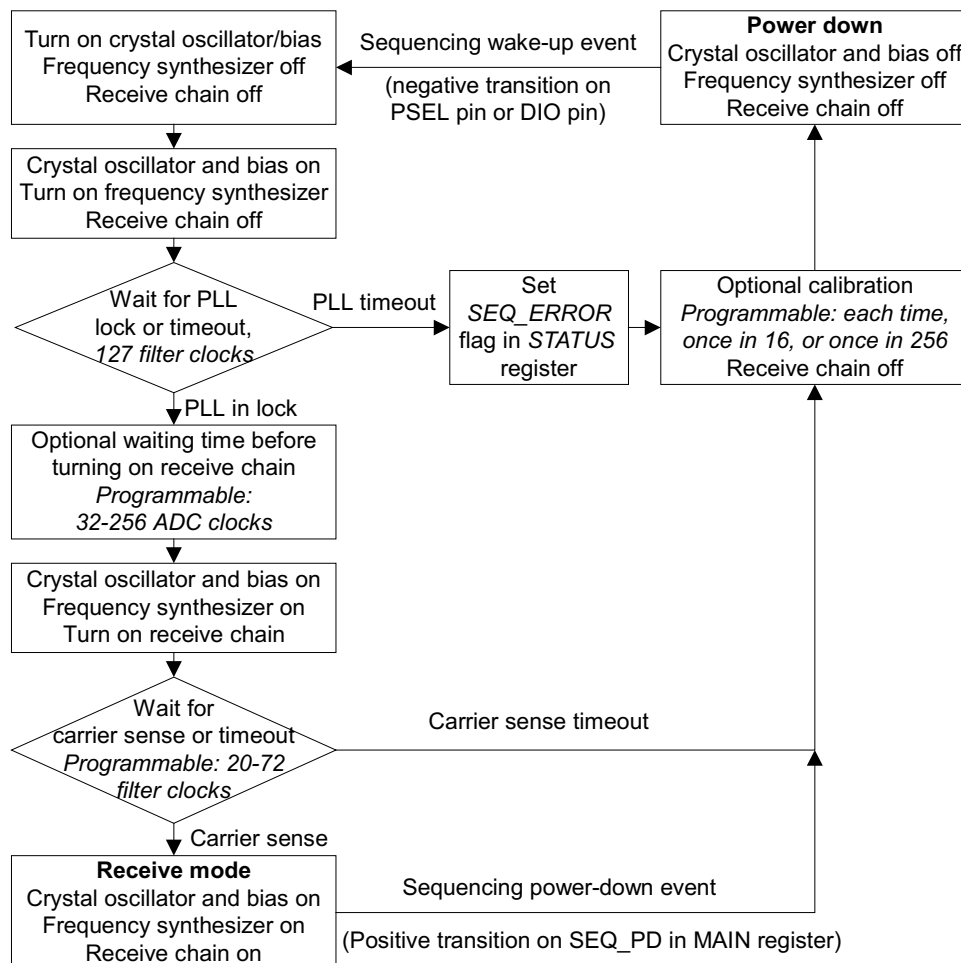 Turn on crystal oscillator/bias
Frequency synthesizer off
Receive chain off
Sequencing wake-up event
(negative transition on
PSEL pin or DIO pin)
Power down
Crystal oscillator and bias off
Frequency synthesizer off
Receive chain off
Crystal oscillator and bias on
Turn on frequency synthesizer
Receive chain off
Wait for PLL
lock or timeout,
127 filter clocks
PLL timeout
Set
SEQ_ERROR
flag in STATUS
register
Optional calibration
Programmable: each time,
once in 16, or once in 256
Receive chain off
PLL in lock
Optional waiting time before
turning on receive chain
Programmable:
32-256 ADC clocks
Crystal oscillator and bias on
Frequency synthesizer on
Turn on receive chain
Wait for
carrier sense or timeout
Programmable: 20-72
filter clocks
Carrier sense timeout
Carrier sense
Receive mode
Crystal oscillator and bias on
Frequency synthesizer on
Receive chain on
Sequencing power-down event
(Positive transition on SEQ_PD in MAIN register)